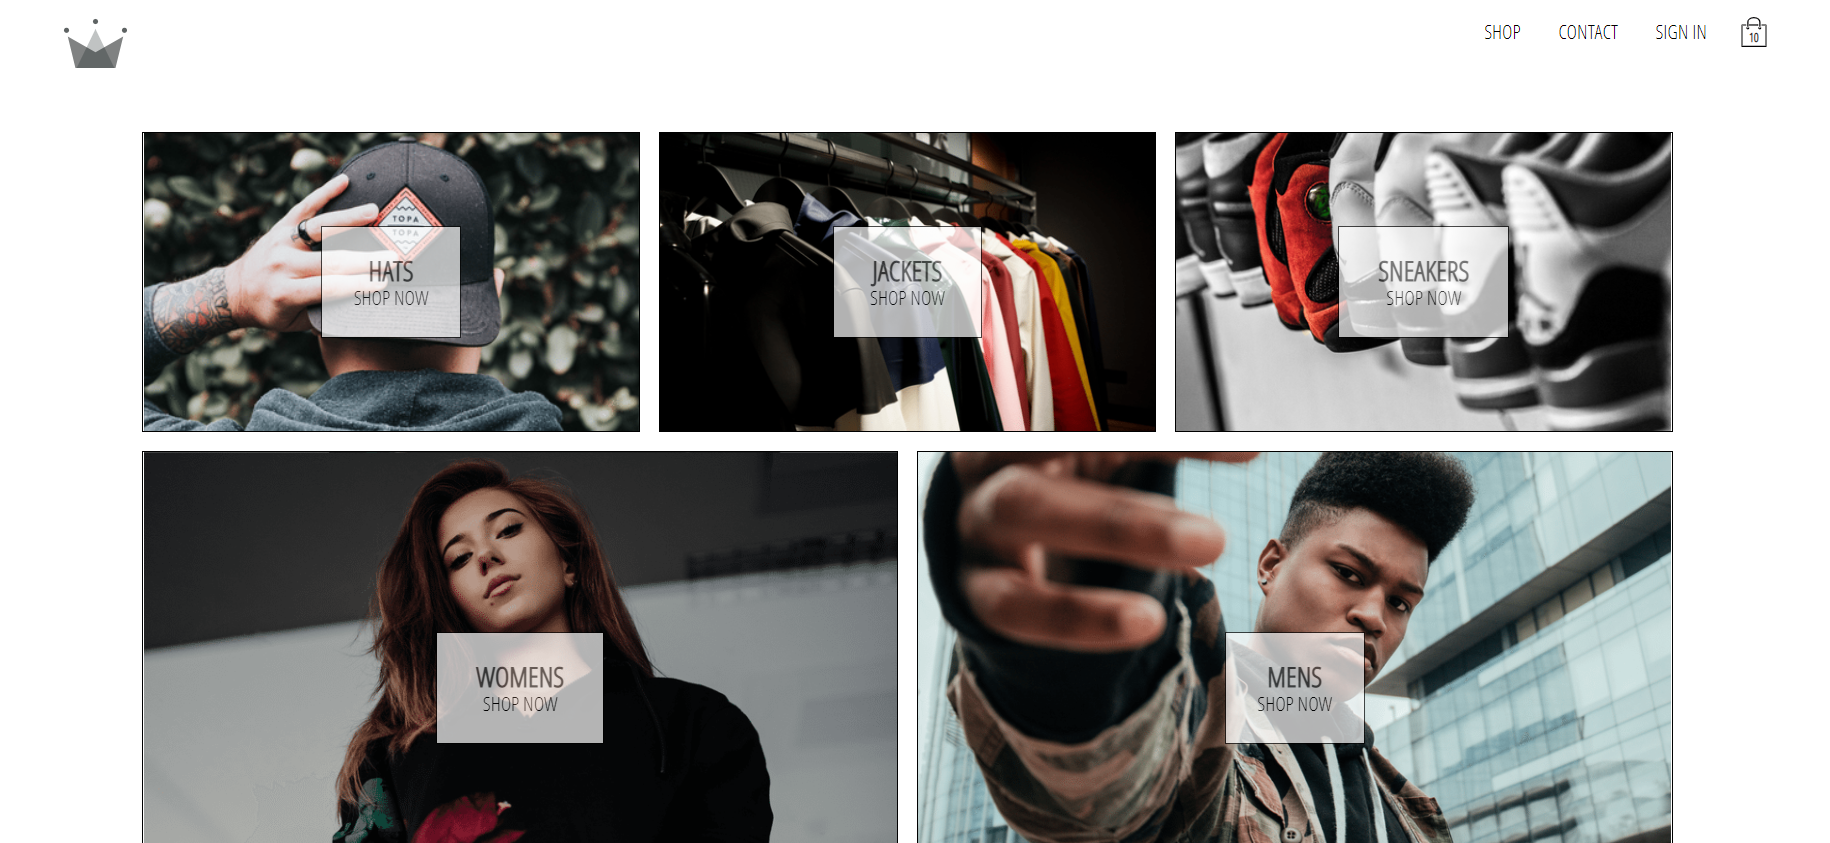 SHOP
CONTACT
SIGN IN
10
TOPA
TOPA
HATS
SHOP NOW
JACKETS
SHOP NOW
SNEAKERS
SHOP NOW
WOMENS
SHOP NOW
MENS
SHOP NOW